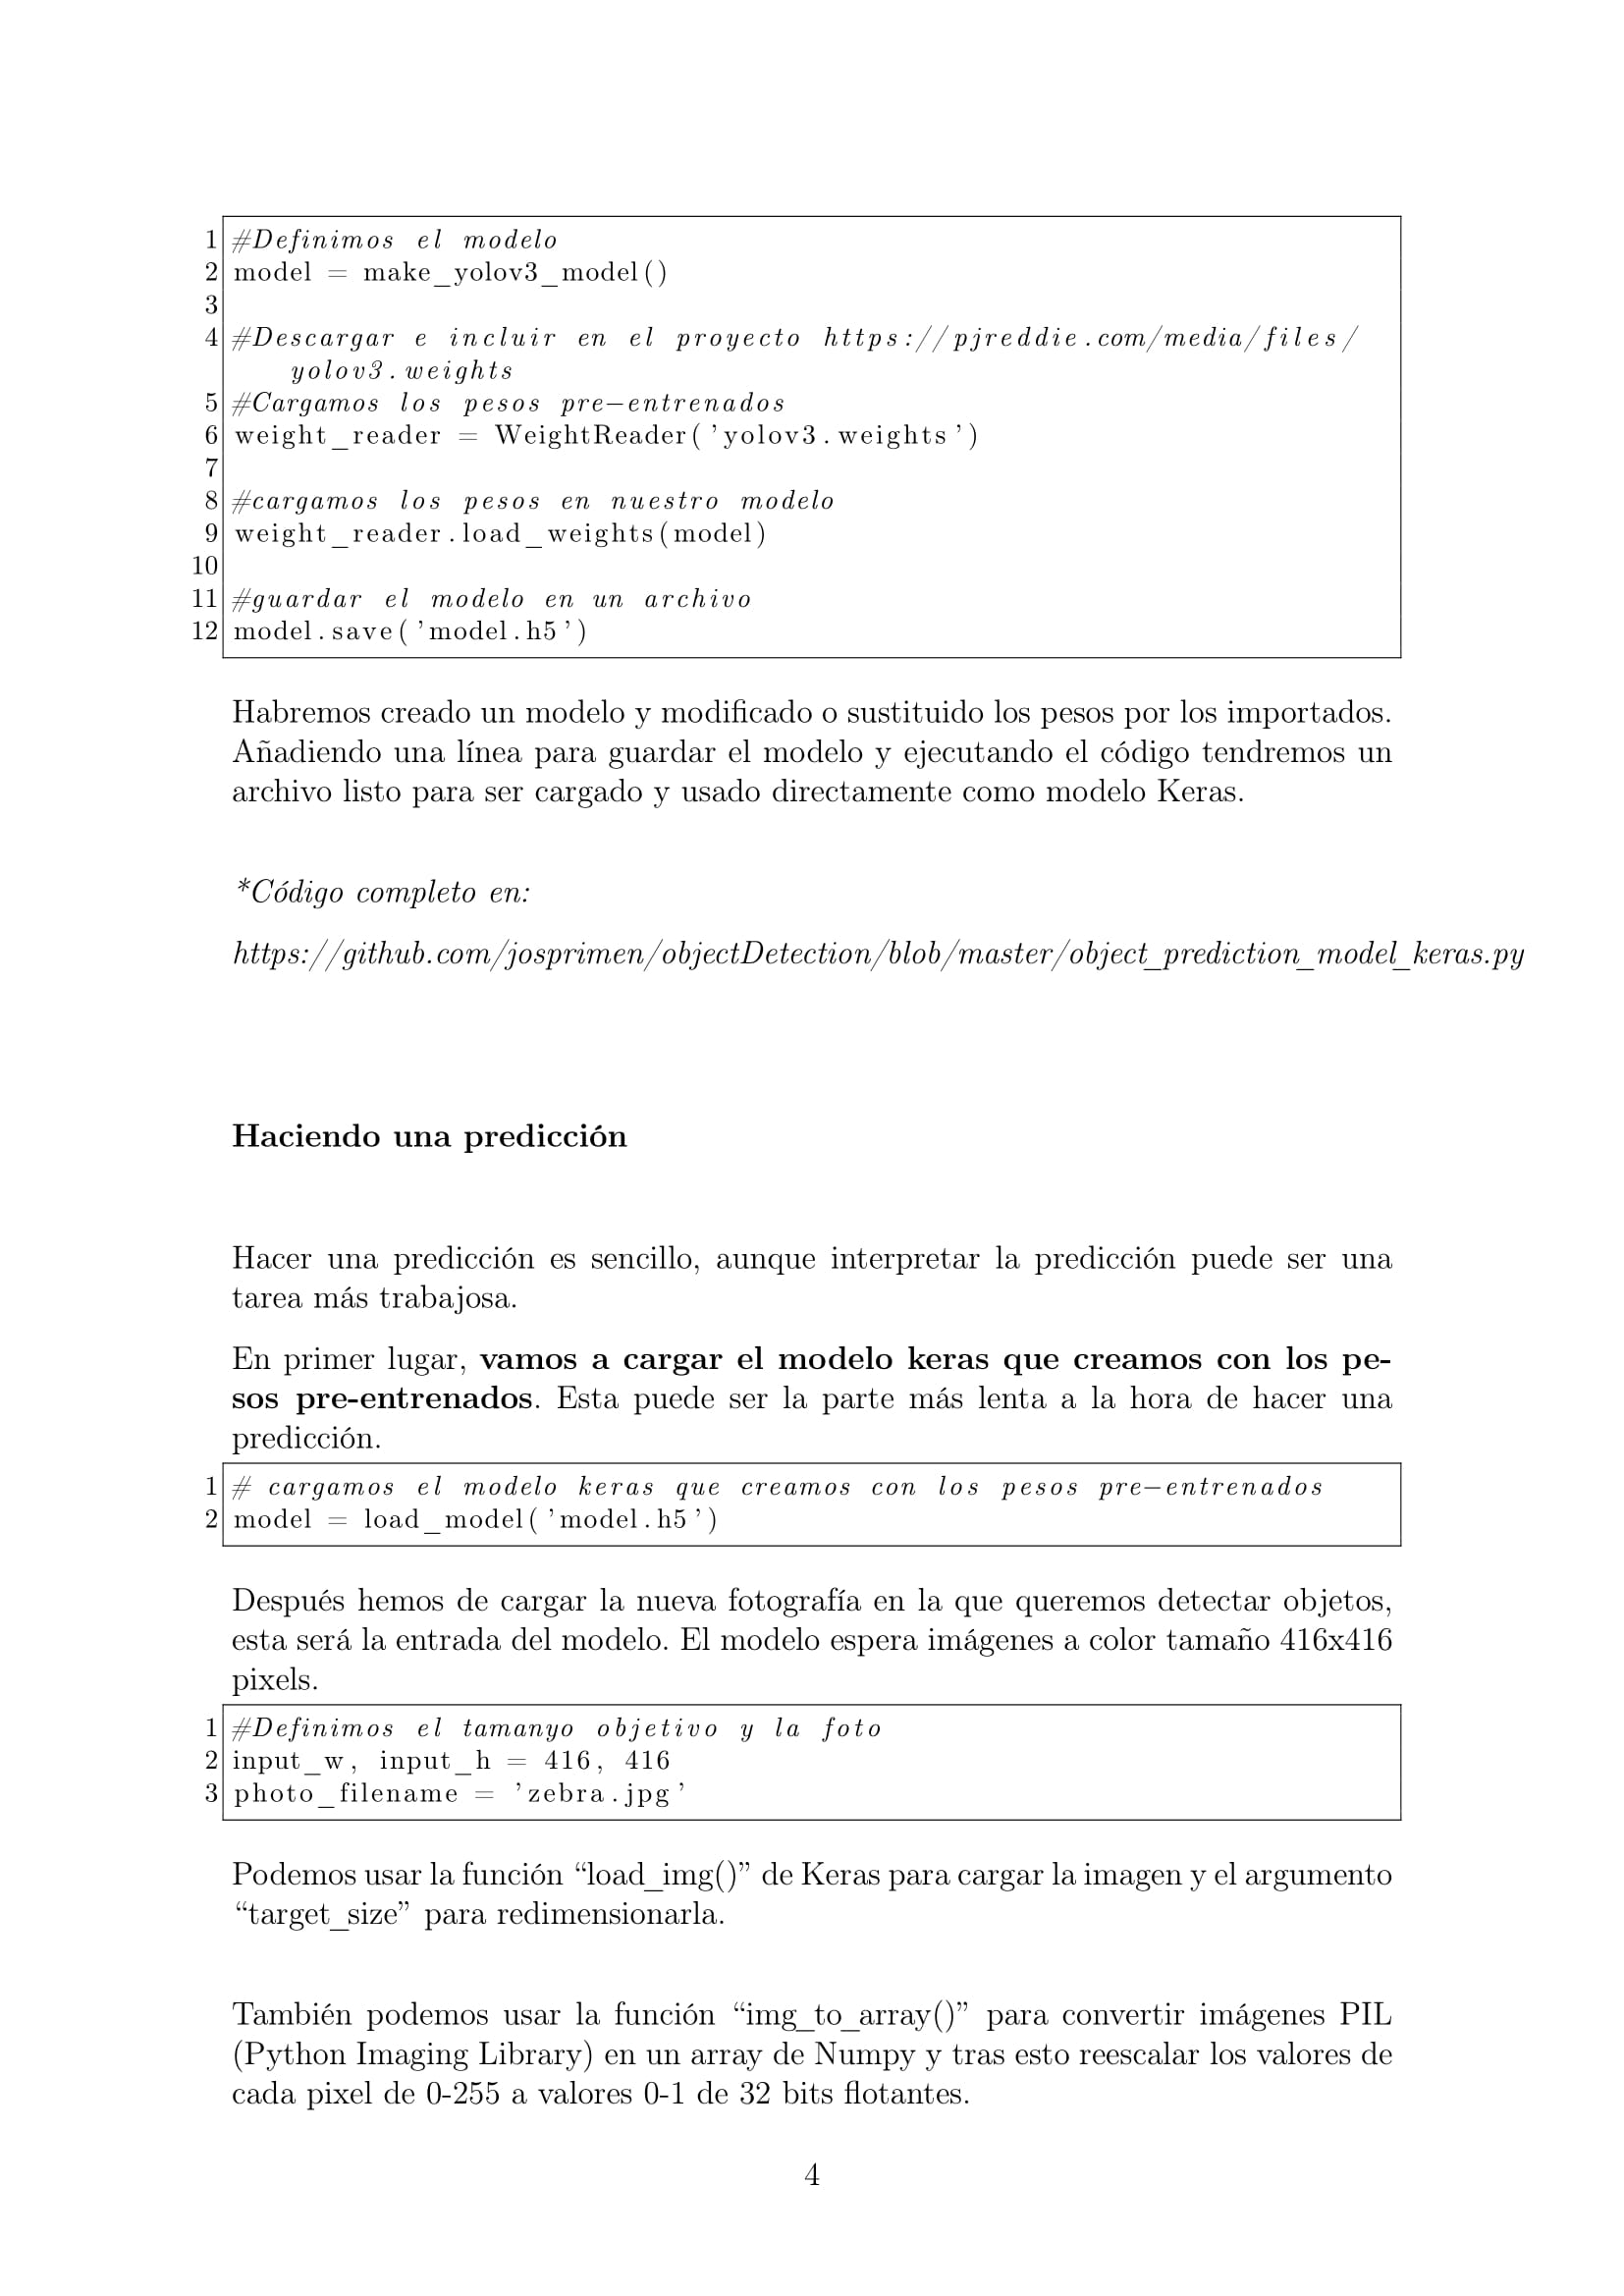 1 #Definimos el modelo
2 model = make_yolov3_model()
3
4 #Descargar e incluir en el proyecto https://pjreddie.com/media/files/
yolov3.weights
5 #Cargamos los pesos pre-entrenados
6 weight_reader = WeightReader('yolov3.weights')
7
8 #cargamos los pesos en nuestro modelo
9 weight_reader.load_weights(model)
10
11 #guardar el modelo en un archivo
12 model.save('model.h5')
Habremos creado un modelo y modificado o sustituido los pesos por los importados.
Añadiendo una línea para guardar el modelo y ejecutando el código tendremos un
archivo listo para ser cargado y usado directamente como modelo Keras.
*Código completo en:
https://github.com/josprimen/objectDetection/blob/master/object_prediction_model_keras.py
Haciendo una predicción
Hacer una predicción es sencillo, aunque interpretar la predicción puede ser una
tarea más trabajosa.
En primer lugar, vamos a cargar el modelo keras que creamos con los pe-
sos pre-entrenados. Esta puede ser la parte más lenta a la hora de hacer una
predicción.
1 # cargamos el modelo keras que creamos con los pesos pre-entrenados
2 model = load_model('model.h5')
Después hemos de cargar la nueva fotografía en la que queremos detectar objetos,
esta será la entrada del modelo. El modelo espera imágenes a color tamaño 416x416
pixels.
1 #Definimos el tamanyo objetivo y la foto
2 input_w, input_h = 416, 416
3 photo_filename = 'zebra.jpg'
Podemos usar la función “load_img()” de Keras para cargar la imagen y el argumento
“target_size” para redimensionarla.
También podemos usar la función “img_to_array()” para convertir imágenes PIL
(Python Imaging Library) en un array de Numpy y tras esto reescalar los valores de
cada pixel de 0-255 a valores 0-1 de 32 bits flotantes.
4